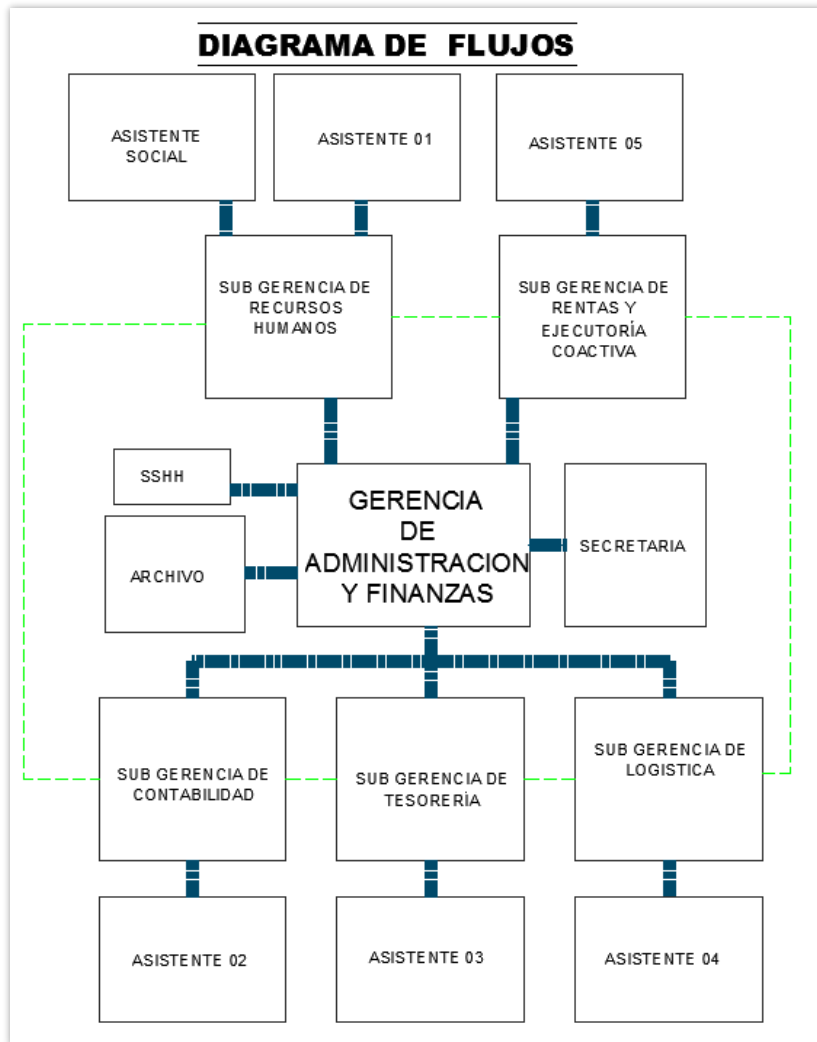 DIAGRAMA DE FLUJOS
ASISTENTE
SOCIAL
ASISTENTE 01
ASISTENTE 05
SUB GERENCIA DE
RECURSOS
HUMANOS
SUB GERENCIA DE
RENTAS Y
EJECUTORÍA
COACTIVA
SSHH
ARCHIVO
GERENCIA
DE
ADMINISTRACION
Y FINANZAS
SECRETARIA
SUB GERENCIA DE
CONTABILIDAD
SUB GERENCIA DE
TESORERÍA
SUB GERENCIA DE
LOGISTICA
ASISTENTE 02
ASISTENTE 03
ASISTENTE 04